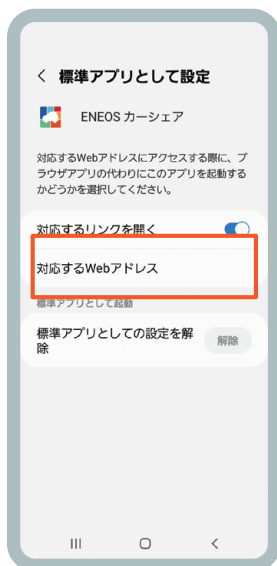 標準アプリとして設定
ENEOS カーシェア
対応するWebアドレスにアクセスする際に、ブ
ラウザアプリの代わりにこのアプリを起動する
かどうかを選択してください。
対応するリンクを開く
対応するWebアドレス
標準アプリとして起動
標準アプリとしての設定を解
除
解除